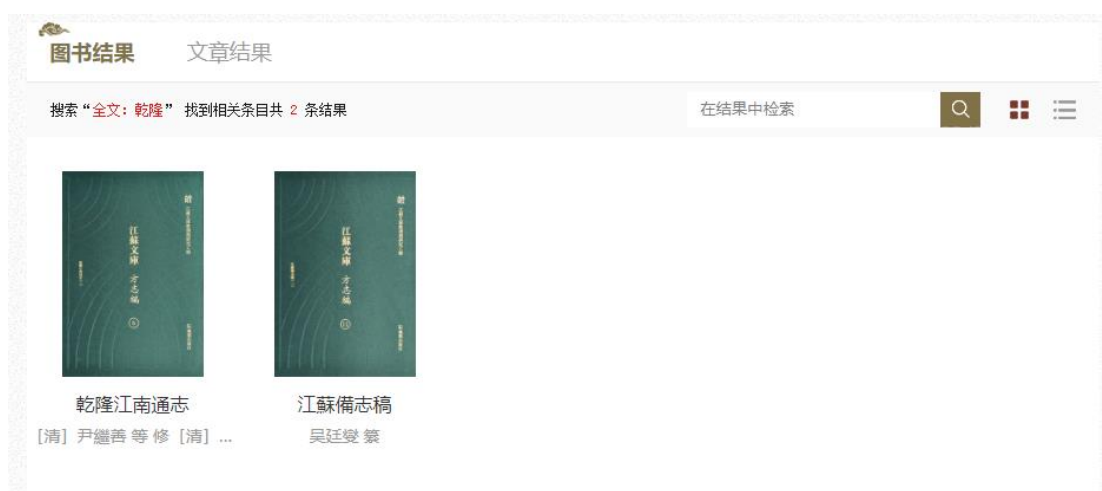 图书结果 文章结果
搜索“全文：乾隆” 找到相关条目共 2 条结果
在结果中检索
江蘇文庫 方志編
江蘇文庫 方志編
乾隆江南通志
江蘇備志稿
[清] 尹繼善 等 修 [清] ...
吴廷燮 纂